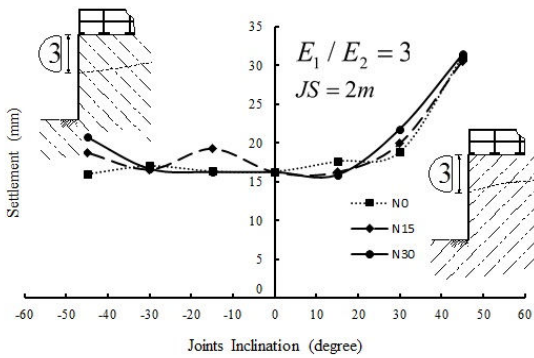 35
30
25
20
15
10
5
0
Settlement (mm)
3
E₁ / E₂ = 3
JS = 2m
3
N0
N15
N30
-60 -50 -40 -30 -20 -10 0 10 20 30 40 50 60
Joints Inclination (degree)